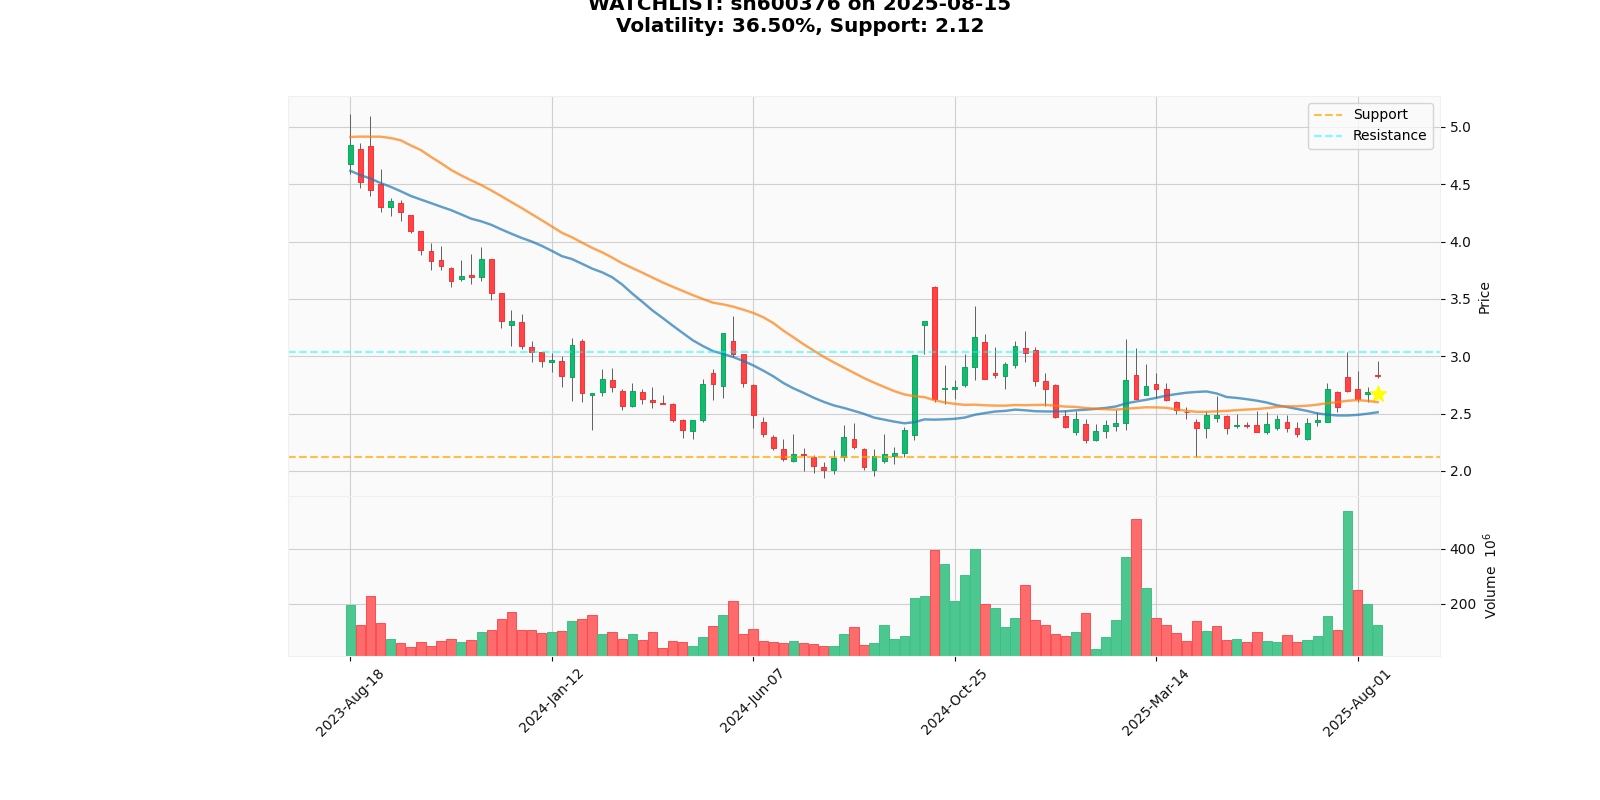 WATCHLIST: sh600376 on 2025-08-15
Volatility: 36.50%, Support: 2.12
Support
Resistance
5.0
4.5
4.0
3.5
3.0
2.5
2.0
Price
400
200
Volume 10⁶
2023-Aug-18
2024-Jan-12
2024-Jun-07
2024-Oct-25
2025-Mar-14
2025-Aug-01